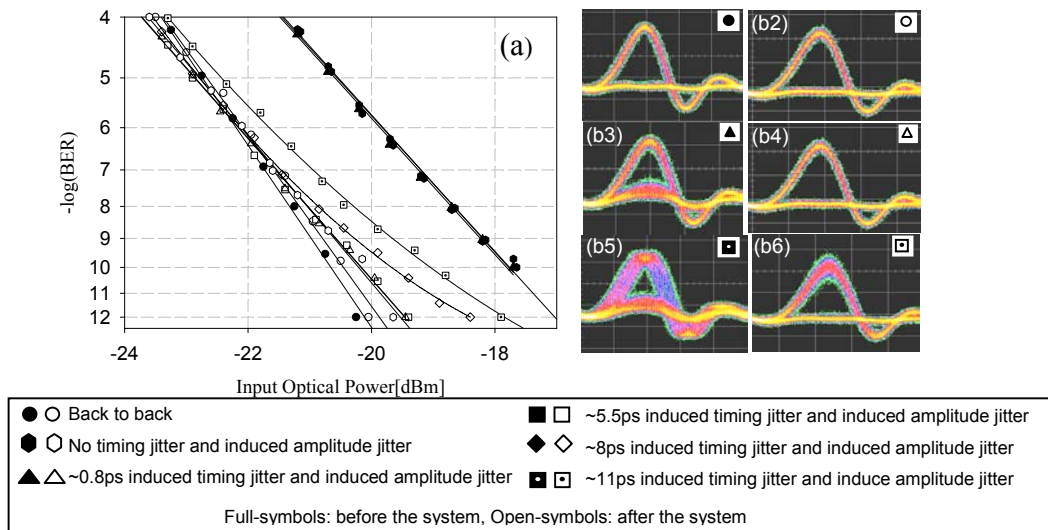 (a)
-log(BER)
4
5
6
7
8
9
10
11
12
-24
-22
-20
-18
Input Optical Power[dBm]
(b2)
(b3)
(b4)
(b5)
(b6)
Back to back
No timing jitter and induced amplitude jitter
~0.8ps induced timing jitter and induced amplitude jitter
~5.5ps induced timing jitter and induced amplitude jitter
~8ps induced timing jitter and induced amplitude jitter
~11ps induced timing jitter and induce amplitude jitter
Full-symbols: before the system, Open-symbols: after the system